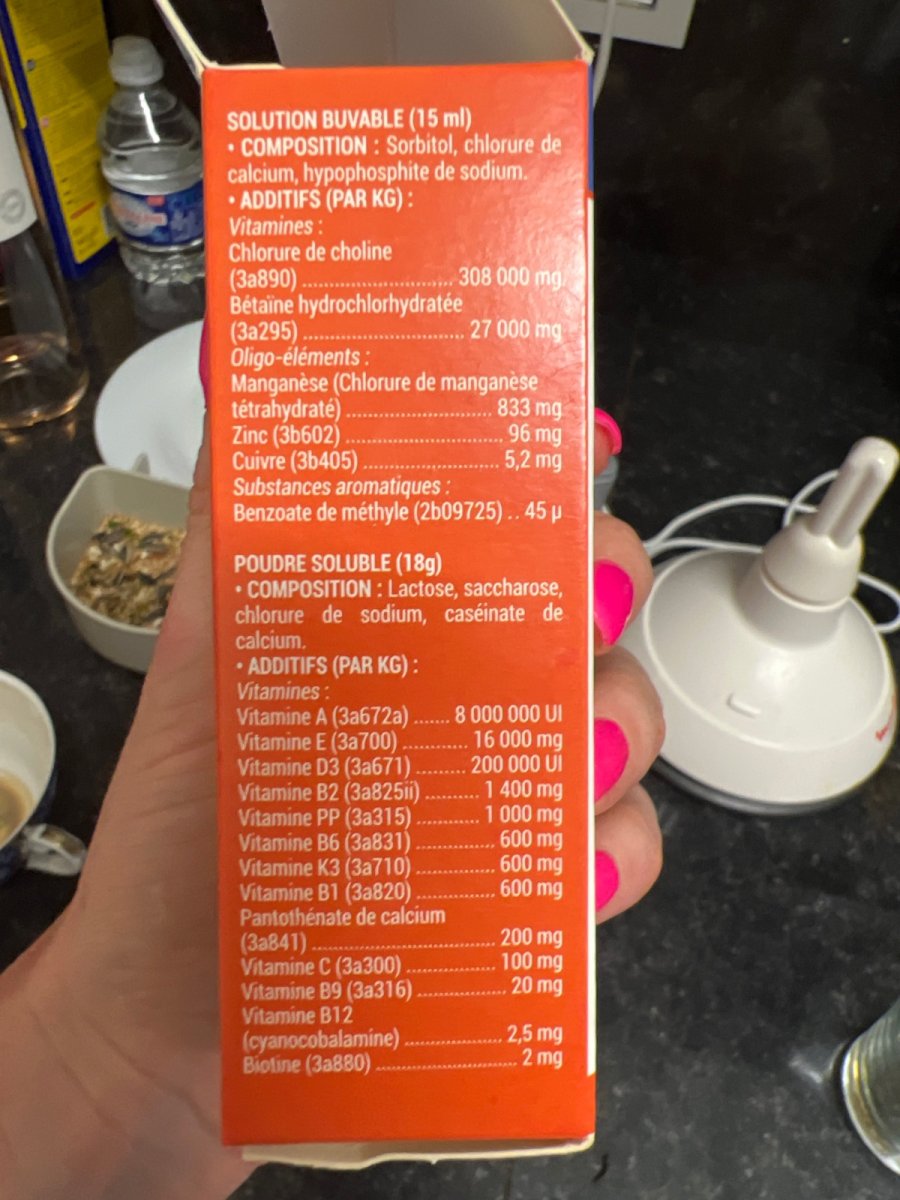 SOLUTION BUVABLE (15 ml)
• COMPOSITION : Sorbitol, chlorure de
calcium, hypophosphite de sodium.
• ADDITIFS (PAR KG) :
Vitamines :
Chlorure de choline
(3a890) ............................ 308 000 mg
Bétaïne hydrochlorhydratée
(3a295) .............................. 27 000 mg
Oligo-éléments :
Manganèse (Chlorure de manganèse
tétrahydraté) ............................ 833 mg
Zinc (3b602) ............................. 96 mg
Cuivre (3b405) ......................... 5,2 mg
Substances aromatiques :
Benzoate de méthyle (2b09725) .. 45 µ
POUDRE SOLUBLE (18g)
• COMPOSITION : Lactose, saccharose,
chlorure de sodium, caséinate de
calcium.
• ADDITIFS (PAR KG) :
Vitamines :
Vitamine A (3a672a) ....... 8 000 000 UI
Vitamine E (3a700) ............ 16 000 mg
Vitamine D3 (3a671) ......... 200 000 UI
Vitamine B2 (3a825ii) .......... 1 400 mg
Vitamine PP (3a315) ............ 1 000 mg
Vitamine B6 (3a831) ............... 600 mg
Vitamine K3 (3a710) ............... 600 mg
Vitamine B1 (3a820) ............... 600 mg
Pantothénate de calcium
(3a841) .................................. 200 mg
Vitamine C (3a300) ................. 100 mg
Vitamine B9 (3a316) ................. 20 mg
Vitamine B12
(cyanocobalamine) .................. 2,5 mg
Biotine (3a880) .......................... 2 mg